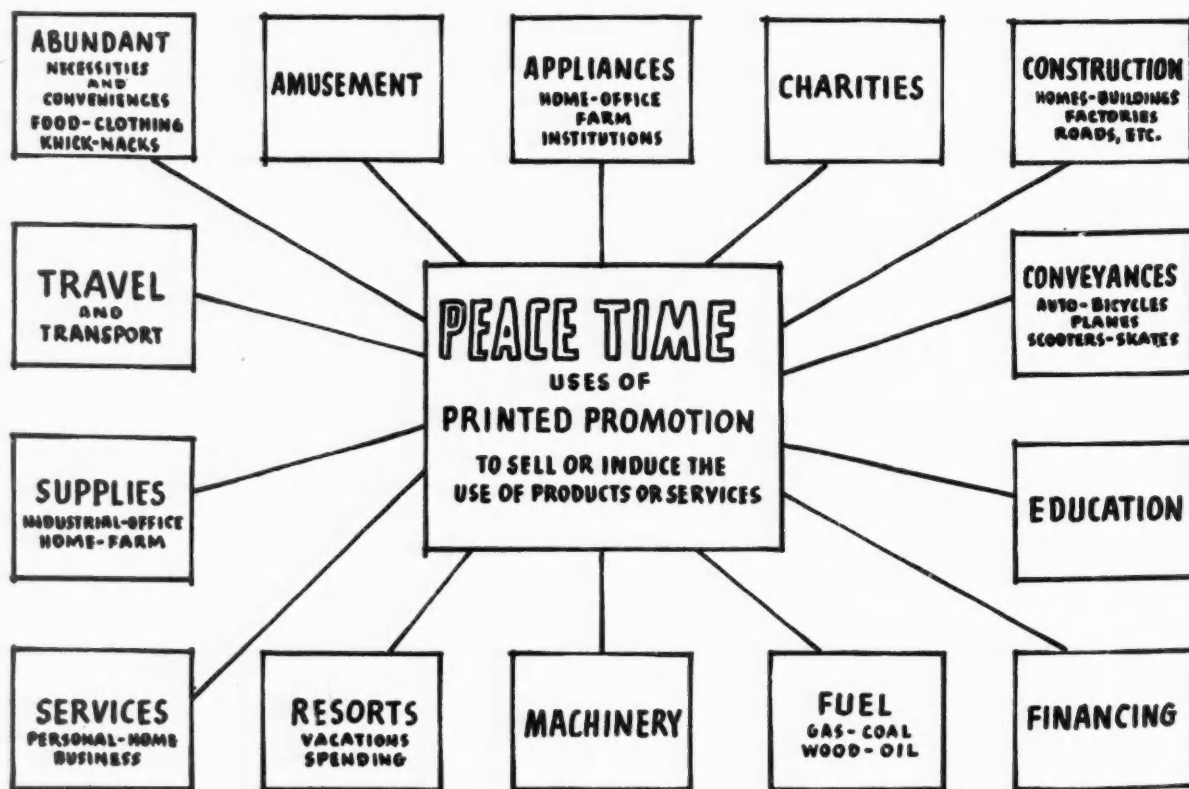 ABUNDANT
NECESSITIES
AND
CONVENIENCES
FOOD-CLOTHING
KNICK-NACKS
AMUSEMENT
APPLIANCES
HOME-OFFICE
FARM
INSTITUTIONS
CHARITIES
CONSTRUCTION
HOMES-BUILDINGS
FACTORIES
ROADS, ETC.
TRAVEL
AND
TRANSPORT
PEACE TIME
USES OF
PRINTED PROMOTION
TO SELL OR INDUCE THE
USE OF PRODUCTS OR SERVICES
CONVEYANCES
AUTO-BICYCLES
PLANES
SCOOTERS-SKATES
SUPPLIES
INDUSTRIAL-OFFICE
HOME-FARM
EDUCATION
SERVICES
PERSONAL-HOME
BUSINESS
RESORTS
VACATIONS
SPENDING
MACHINERY
FUEL
GAS-COAL
WOOD-OIL
FINANCING